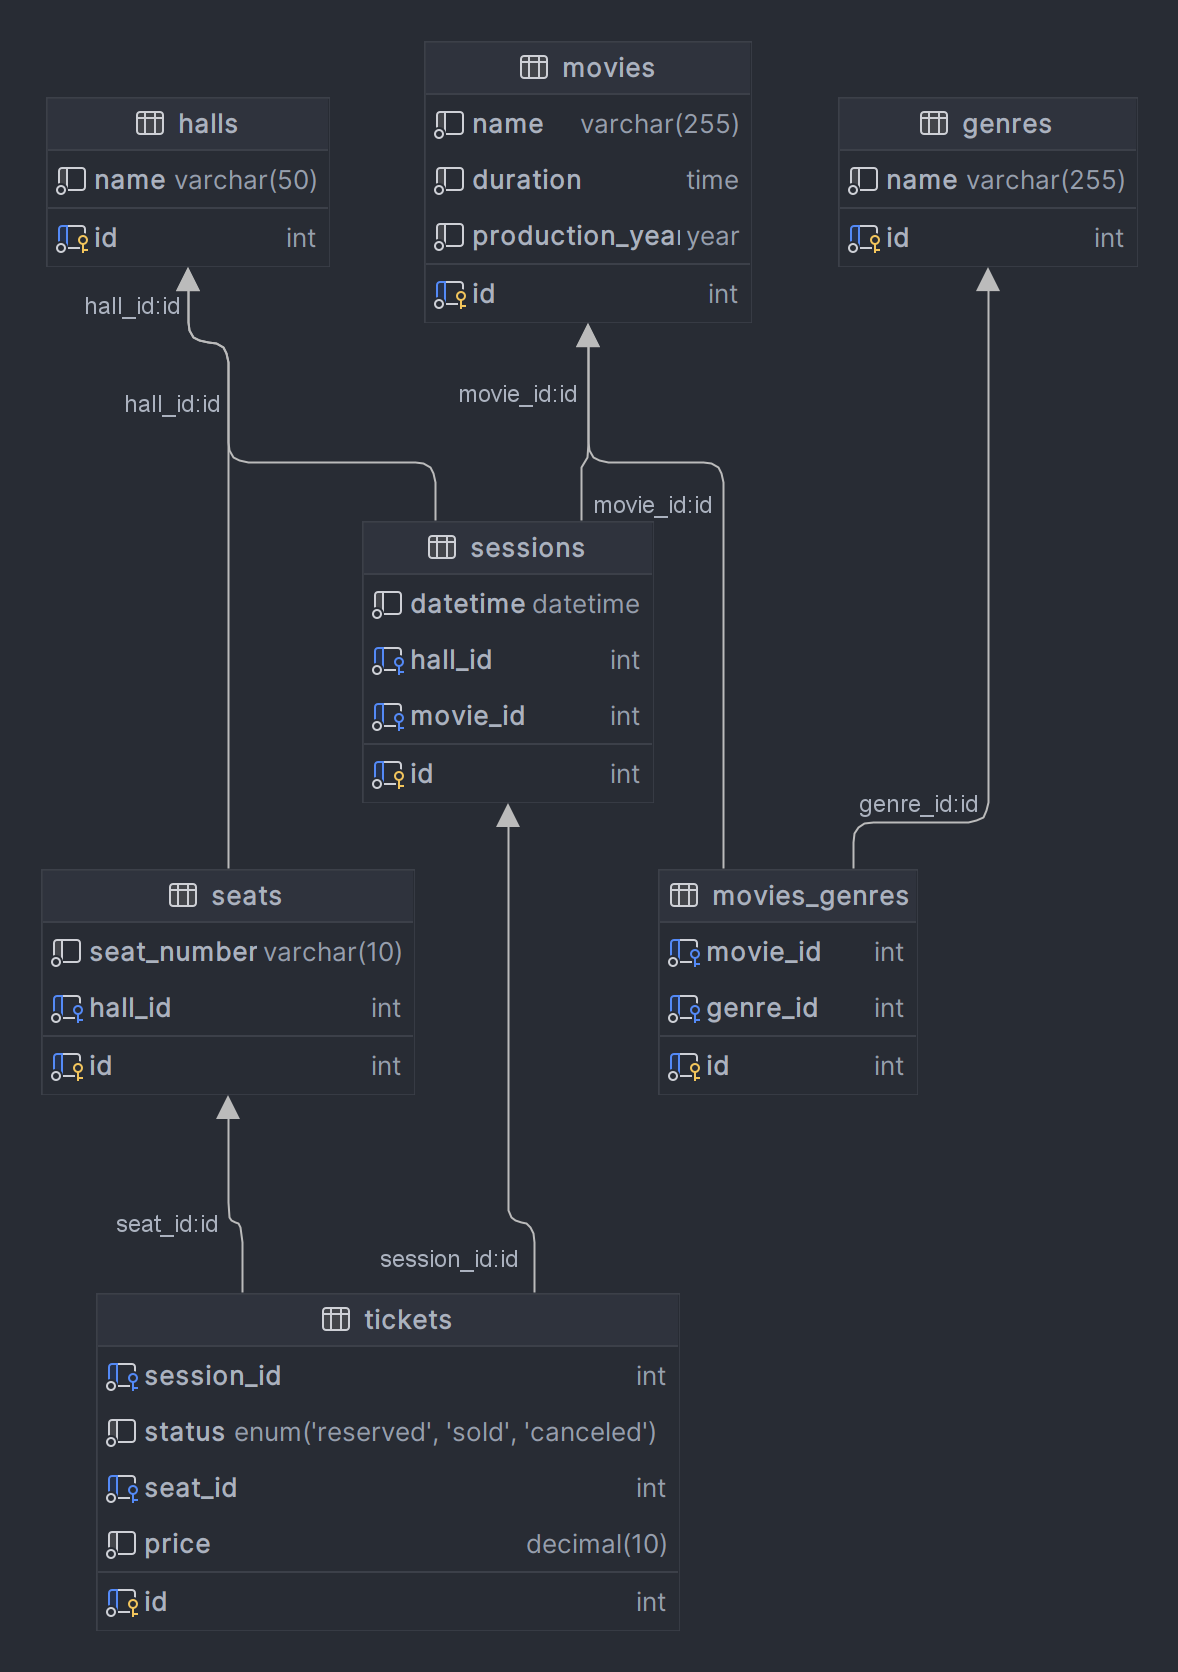 movies
name varchar(255)
duration time
production_year year
id int
halls
name varchar(50)
id int
genres
name varchar(255)
id int
hall_id:id
hall_id:id
movie_id:id
movie_id:id
sessions
datetime datetime
hall_id int
movie_id int
id int
genre_id:id
seats
seat_number varchar(10)
hall_id int
id int
movies_genres
movie_id int
genre_id int
id int
seat_id:id
session_id:id
tickets
session_id int
status enum('reserved', 'sold', 'canceled')
seat_id int
price decimal(10)
id int